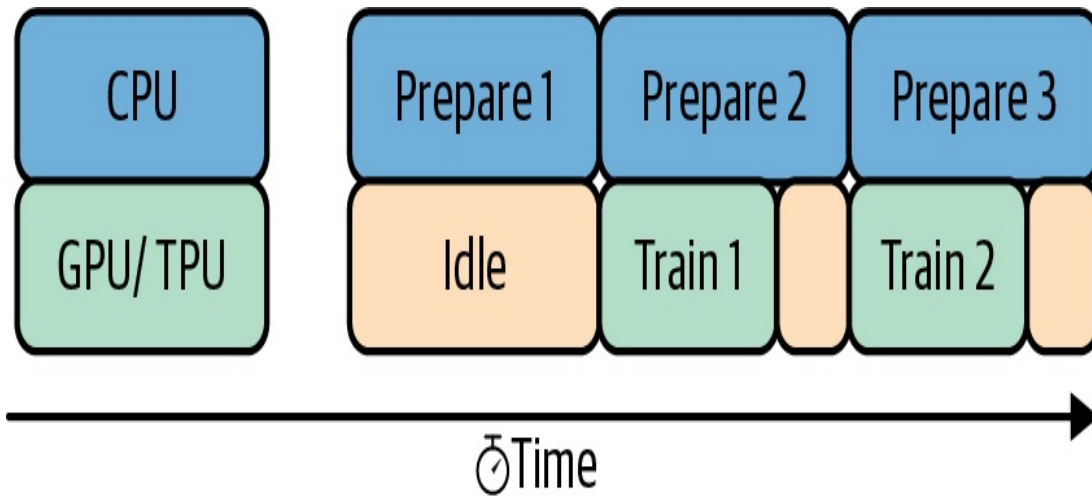 CPU
Prepare 1
Prepare 2
Prepare 3
GPU/ TPU
Idle
Train 1
Train 2
Time